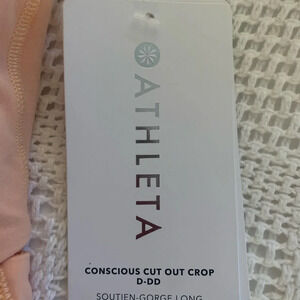 ATHLETA
CONSCIOUS CUT OUT CROP
D-DD
SOUTIEN-GORGE LONG